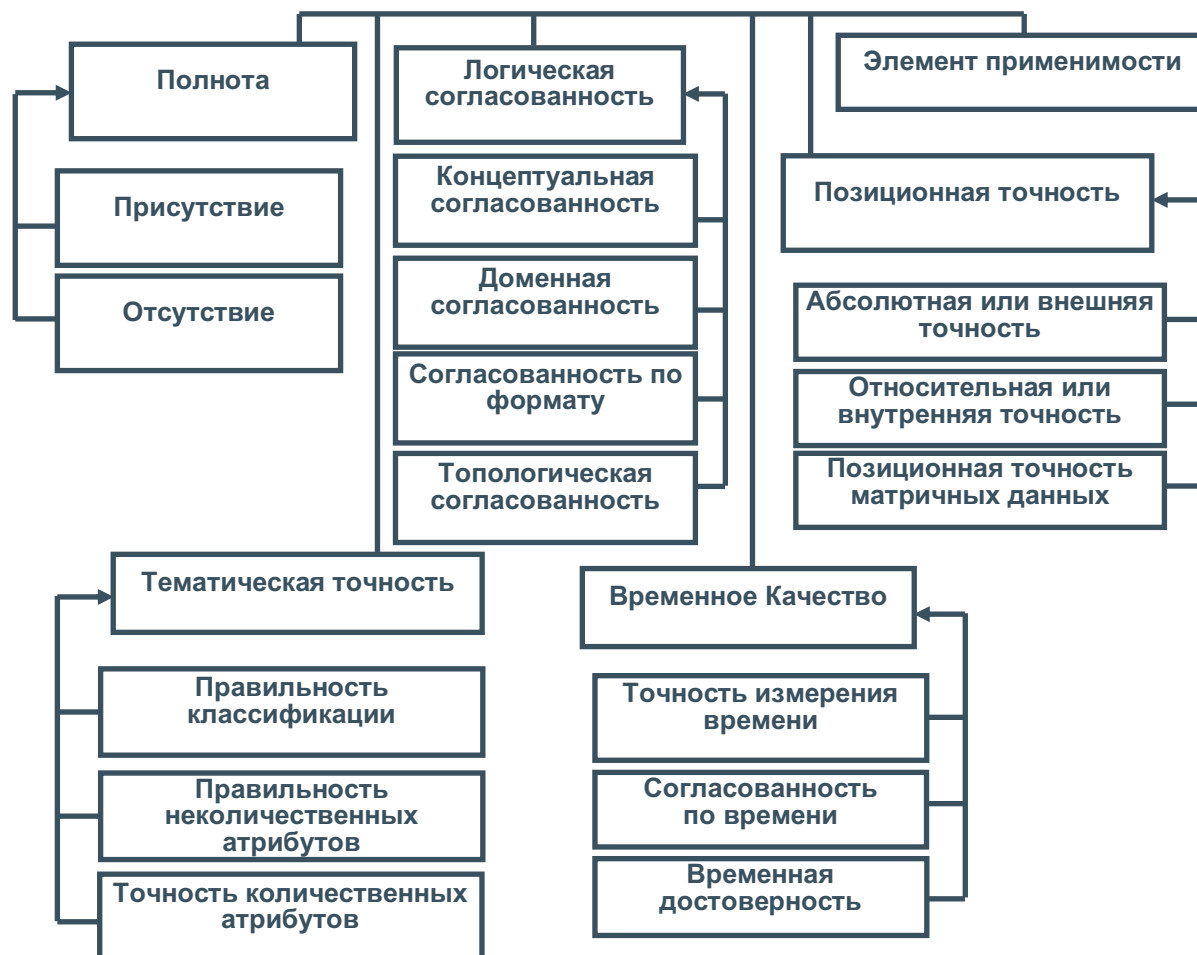 Полнота
Присутствие
Отсутствие
Логическая
согласованность
Концептуальная
согласованность
Доменная
согласованность
Согласованность по
формату
Топологическая
согласованность
Элемент применимости
Позиционная точность
Абсолютная или внешняя
точность
Относительная или
внутренняя точность
Позиционная точность
матричных данных
Тематическая точность
Правильность
классификации
Правильность
неколичественных
атрибутов
Точность количественных
атрибутов
Временное Качество
Точность измерения
времени
Согласованность
по времени
Временная
достоверность